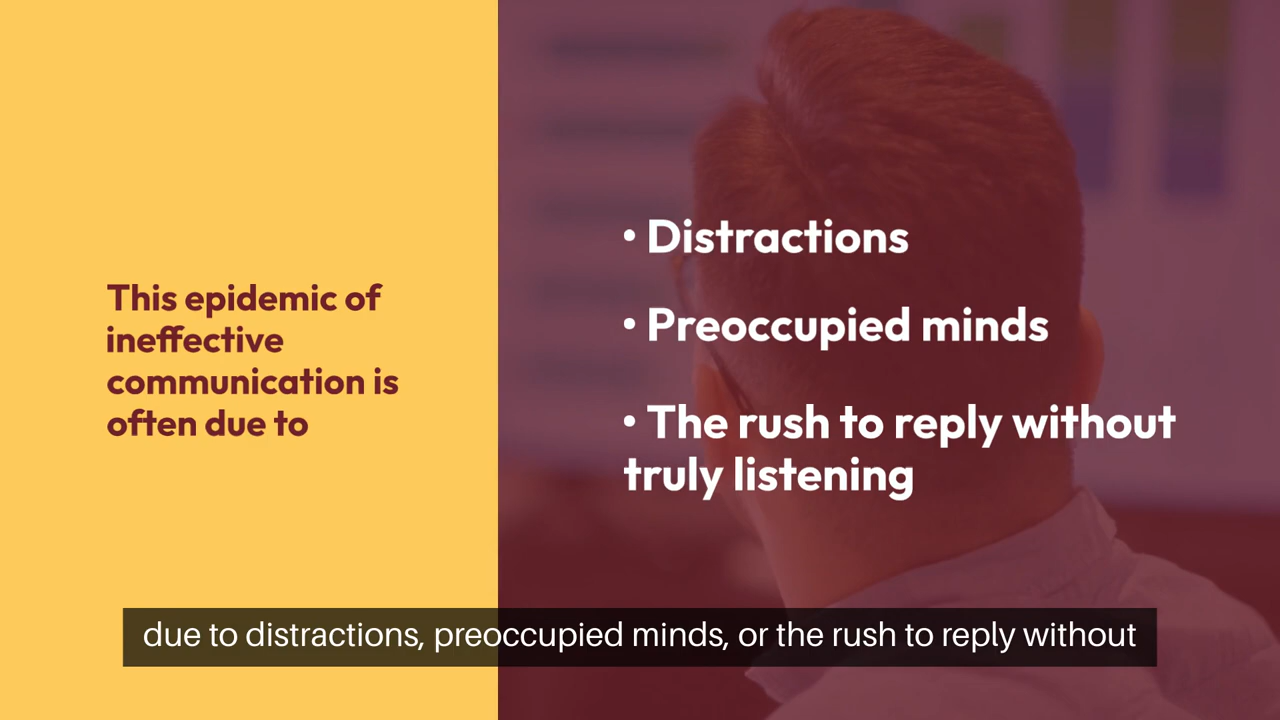 This epidemic of
ineffective
communication is
often due to
• Distractions
• Preoccupied minds
• The rush to reply without
truly listening
due to distractions, preoccupied minds, or the rush to reply without